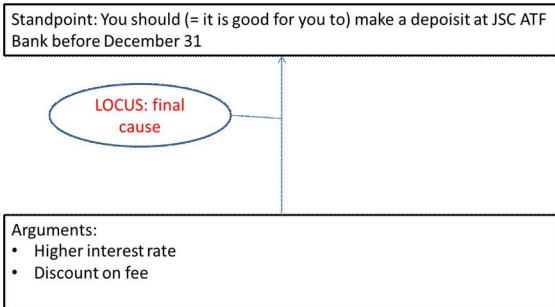 Standpoint: You should (= it is good for you to) make a depoisit at JSC ATF
Bank before December 31
LOCUS: final
cause
Arguments:
• Higher interest rate
• Discount on fee